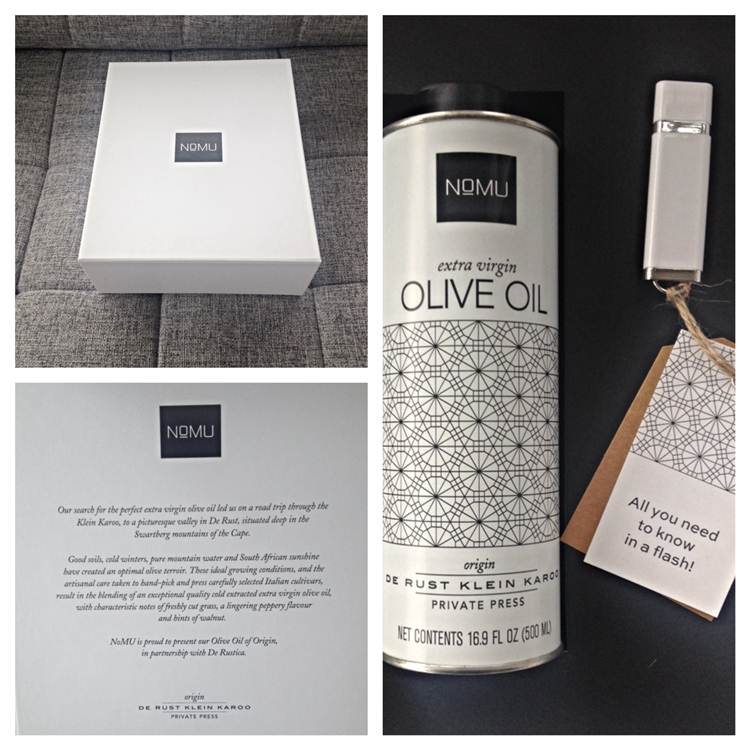 NOMU
NOMU
Our search for the perfect extra virgin olive oil led us on a road trip through the
Klein Karoo, to a picturesque valley in De Rust, situated deep in the
Swartberg mountains of the Cape.
Good soils, cold winters, pure mountain water and South African sunshine
have created an optimal olive terroir. These ideal growing conditions, and the
artisanal care taken to hand-pick and press carefully selected Italian cultivars,
result in the blending of an exceptional quality cold extracted extra virgin olive oil,
with characteristic notes of freshly cut grass, a lingering peppery flavour
and hints of walnut.
NOMU is proud to present our Olive Oil of Origin,
in partnership with De Rustica.
origin
DE RUST KLEIN KAROO
PRIVATE PRESS
NOMU
extra virgin
OLIVE OIL
origin
DE RUST KLEIN KAROO
PRIVATE PRESS
NET CONTENTS 16.9 FL OZ (500 ML)
All you need
to know
in a flash!